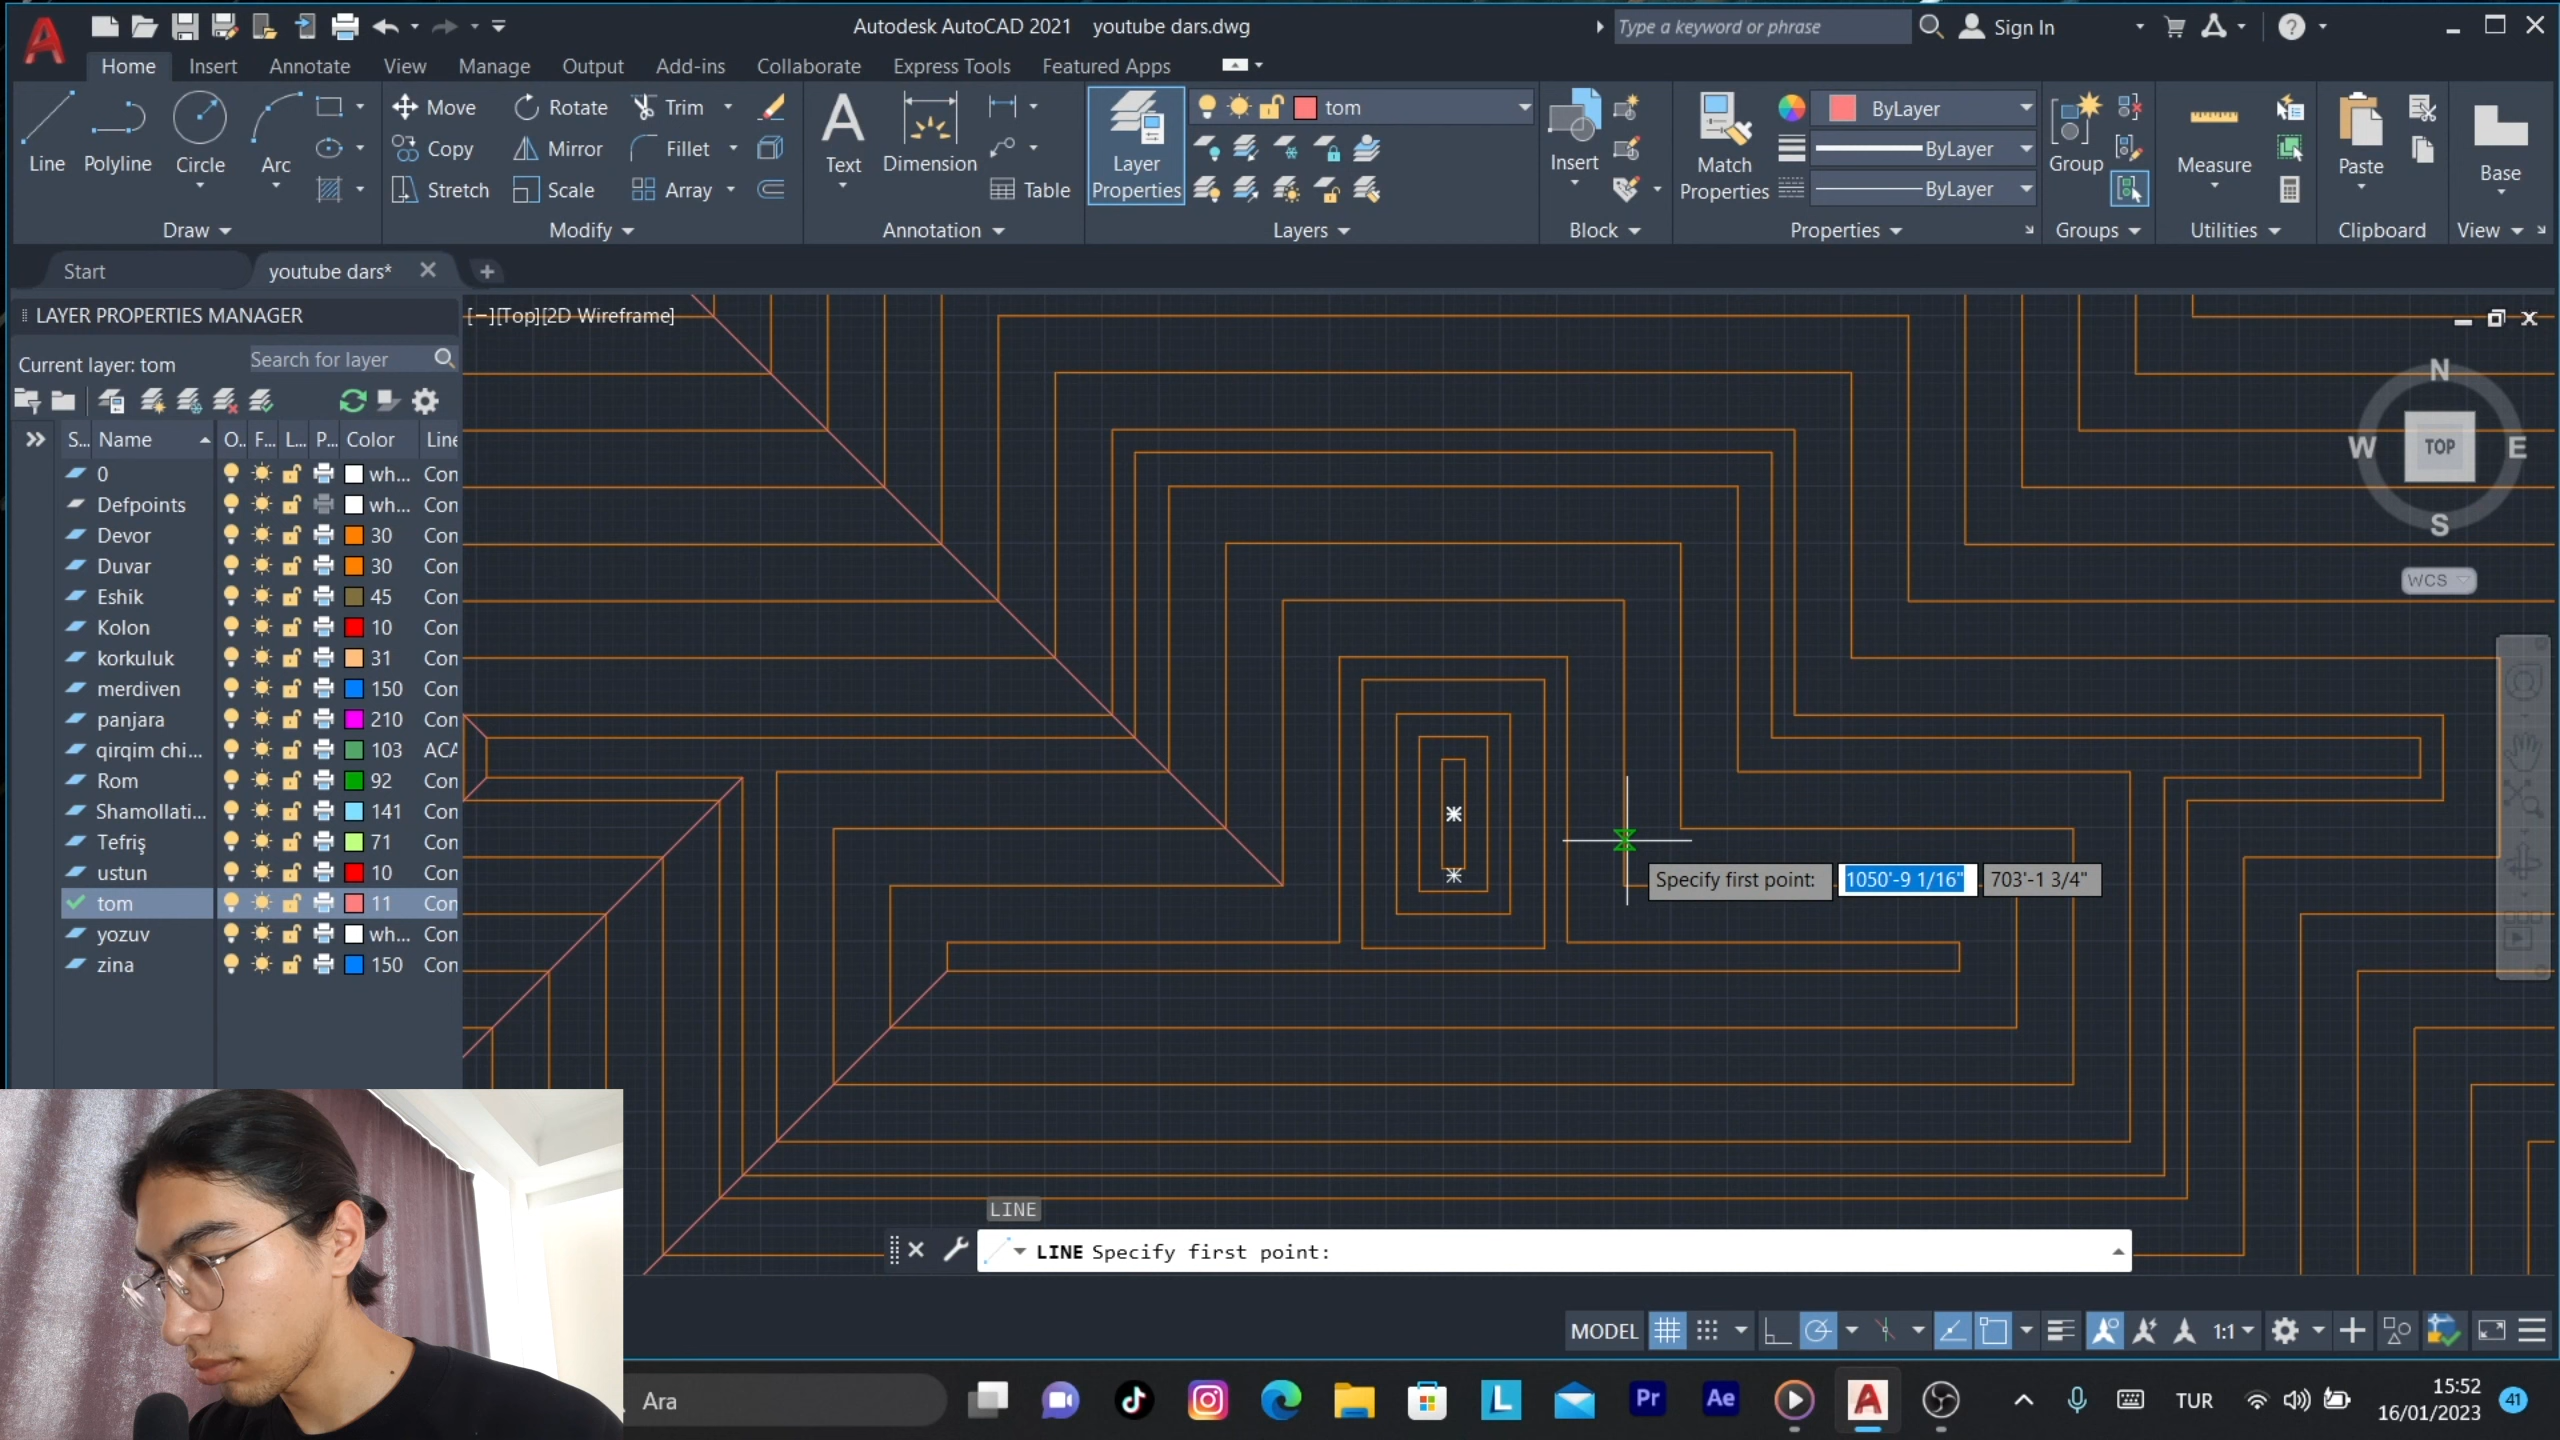 Autodesk AutoCAD 2021 youtube dars.dwg
Type a keyword or phrase
Sign In
Home Insert Annotate View Manage Output Add-ins Collaborate Express Tools Featured Apps
Line Polyline Circle Arc
Move Rotate Trim
Copy Mirror Fillet
Stretch Scale Array
Text Dimension Table
Layer Properties
tom
Insert
Match Properties
ByLayer
ByLayer
ByLayer
Group
Measure
Paste
Base
Draw Modify Annotation Layers Block Properties Groups Utilities Clipboard View
Start youtube dars*
LAYER PROPERTIES MANAGER
[−][Top][2D Wireframe]
Current layer: tom
Search for layer
S... Name O.. F... L... P... Color Line
0 wh... Con
Defpoints wh... Con
Devor 30 Con
Duvar 30 Con
Eshik 45 Con
Kolon 10 Con
korkuluk 31 Con
merdiven 150 Con
panjara 210 Con
qirqim chi... 103 ACA
Rom 92 Con
Shamollati... 141 Con
Tefriş 71 Con
ustun 10 Con
tom 11 Con
yozuv wh... Con
zina 150 Con
N
W TOP E
S
WCS
Specify first point: 1050'-9 1/16" 703'-1 3/4"
LINE
LINE Specify first point:
MODEL 1:1
Ara
Pr Ae
TUR
15:52
16/01/2023
41